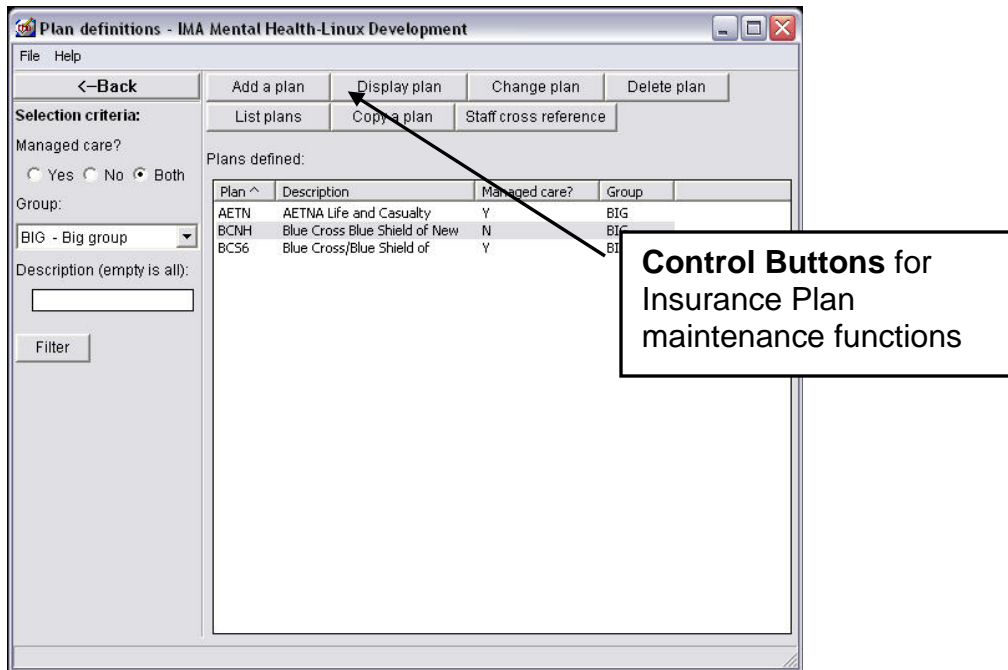 Plan definitions - IMA Mental Health-Linux Development
File Help
<--Back
Add a plan Display plan Change plan Delete plan
List plans Copy a plan Staff cross reference
Selection criteria:
Managed care?
Yes No Both
Group:
BIG - Big group
Description (empty is all):
Filter
Plans defined:
Plan ^ Description Managed care? Group
AETN AETNA Life and Casualty Y BIG
BCNH Blue Cross Blue Shield of New N
BCS6 Blue Cross/Blue Shield of Y
Control Buttons for
Insurance Plan
maintenance functions